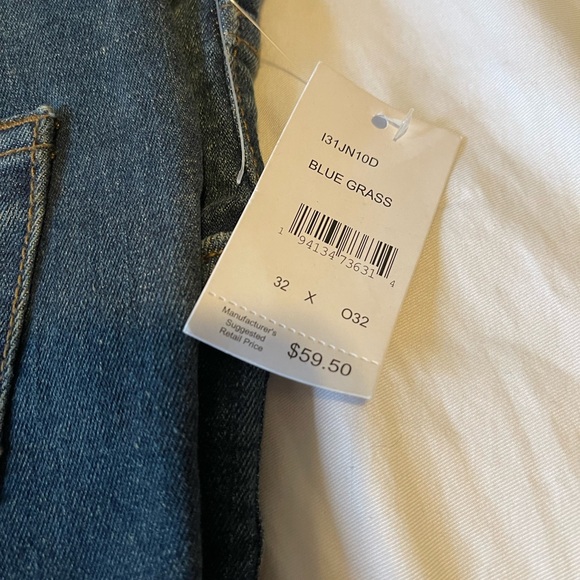 I31JN10D
BLUE GRASS
1 94134 73631 4
32 X O32
Manufacturer's
Suggested
Retail Price
$59.50